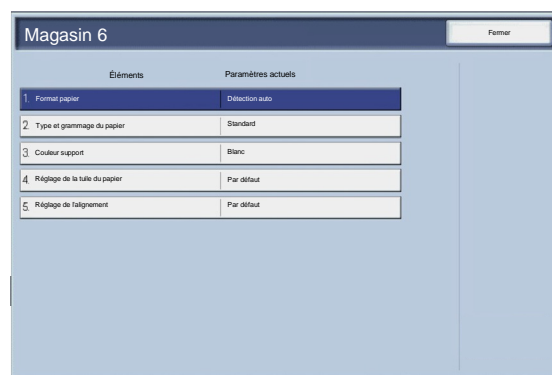 Magasin 6
Fermer
Éléments Paramètres actuels
1. Format papier Détection auto
2. Type et grammage du papier Standard
3. Couleur support Blanc
4. Réglage de la tuile du papier Par défaut
5. Réglage de l'alignement Par défaut